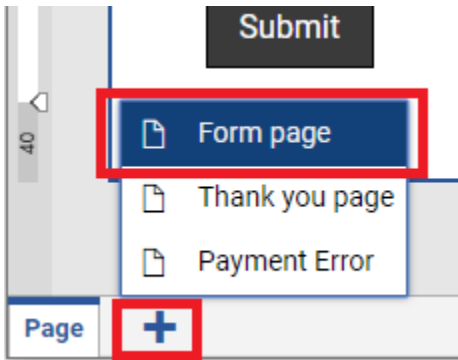 Submit
40
Form page
Thank you page
Payment Error
Page